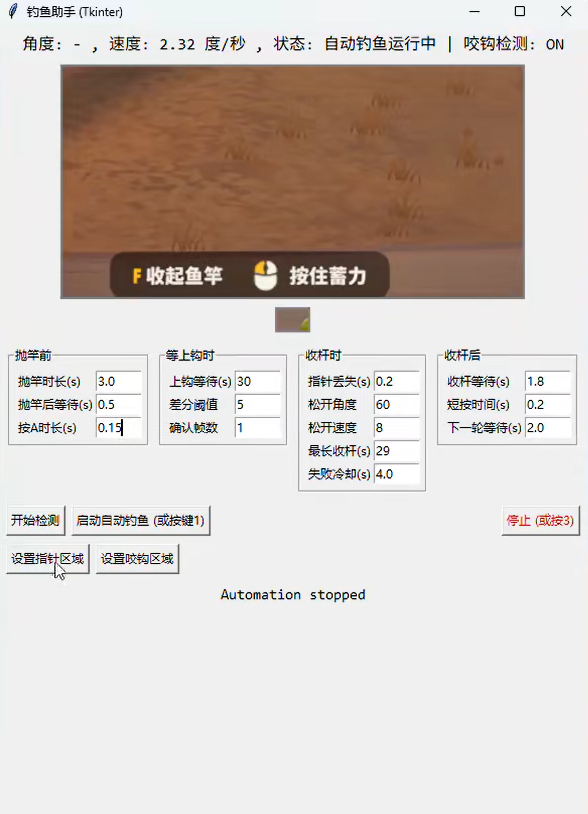 钓鱼助手 (Tkinter)
角度: - , 速度: 2.32 度/秒 , 状态: 自动钓鱼运行中 | 咬钩检测: ON
F 收起鱼竿 按住蓄力
抛竿前
抛竿时长(s) 3.0
抛竿后等待(s) 0.5
按A时长(s) 0.15
等上钩时
上钩等待(s) 30
差分阈值 5
确认帧数 1
收杆时
指针丢失(s) 0.2
松开角度 60
松开速度 8
最长收杆(s) 29
失败冷却(s) 4.0
收杆后
收杆等待(s) 1.8
短按时间(s) 0.2
下一轮等待(s) 2.0
开始检测 启动自动钓鱼 (或按键1) 停止 (或按3)
设置指针区域 设置咬钩区域
Automation stopped